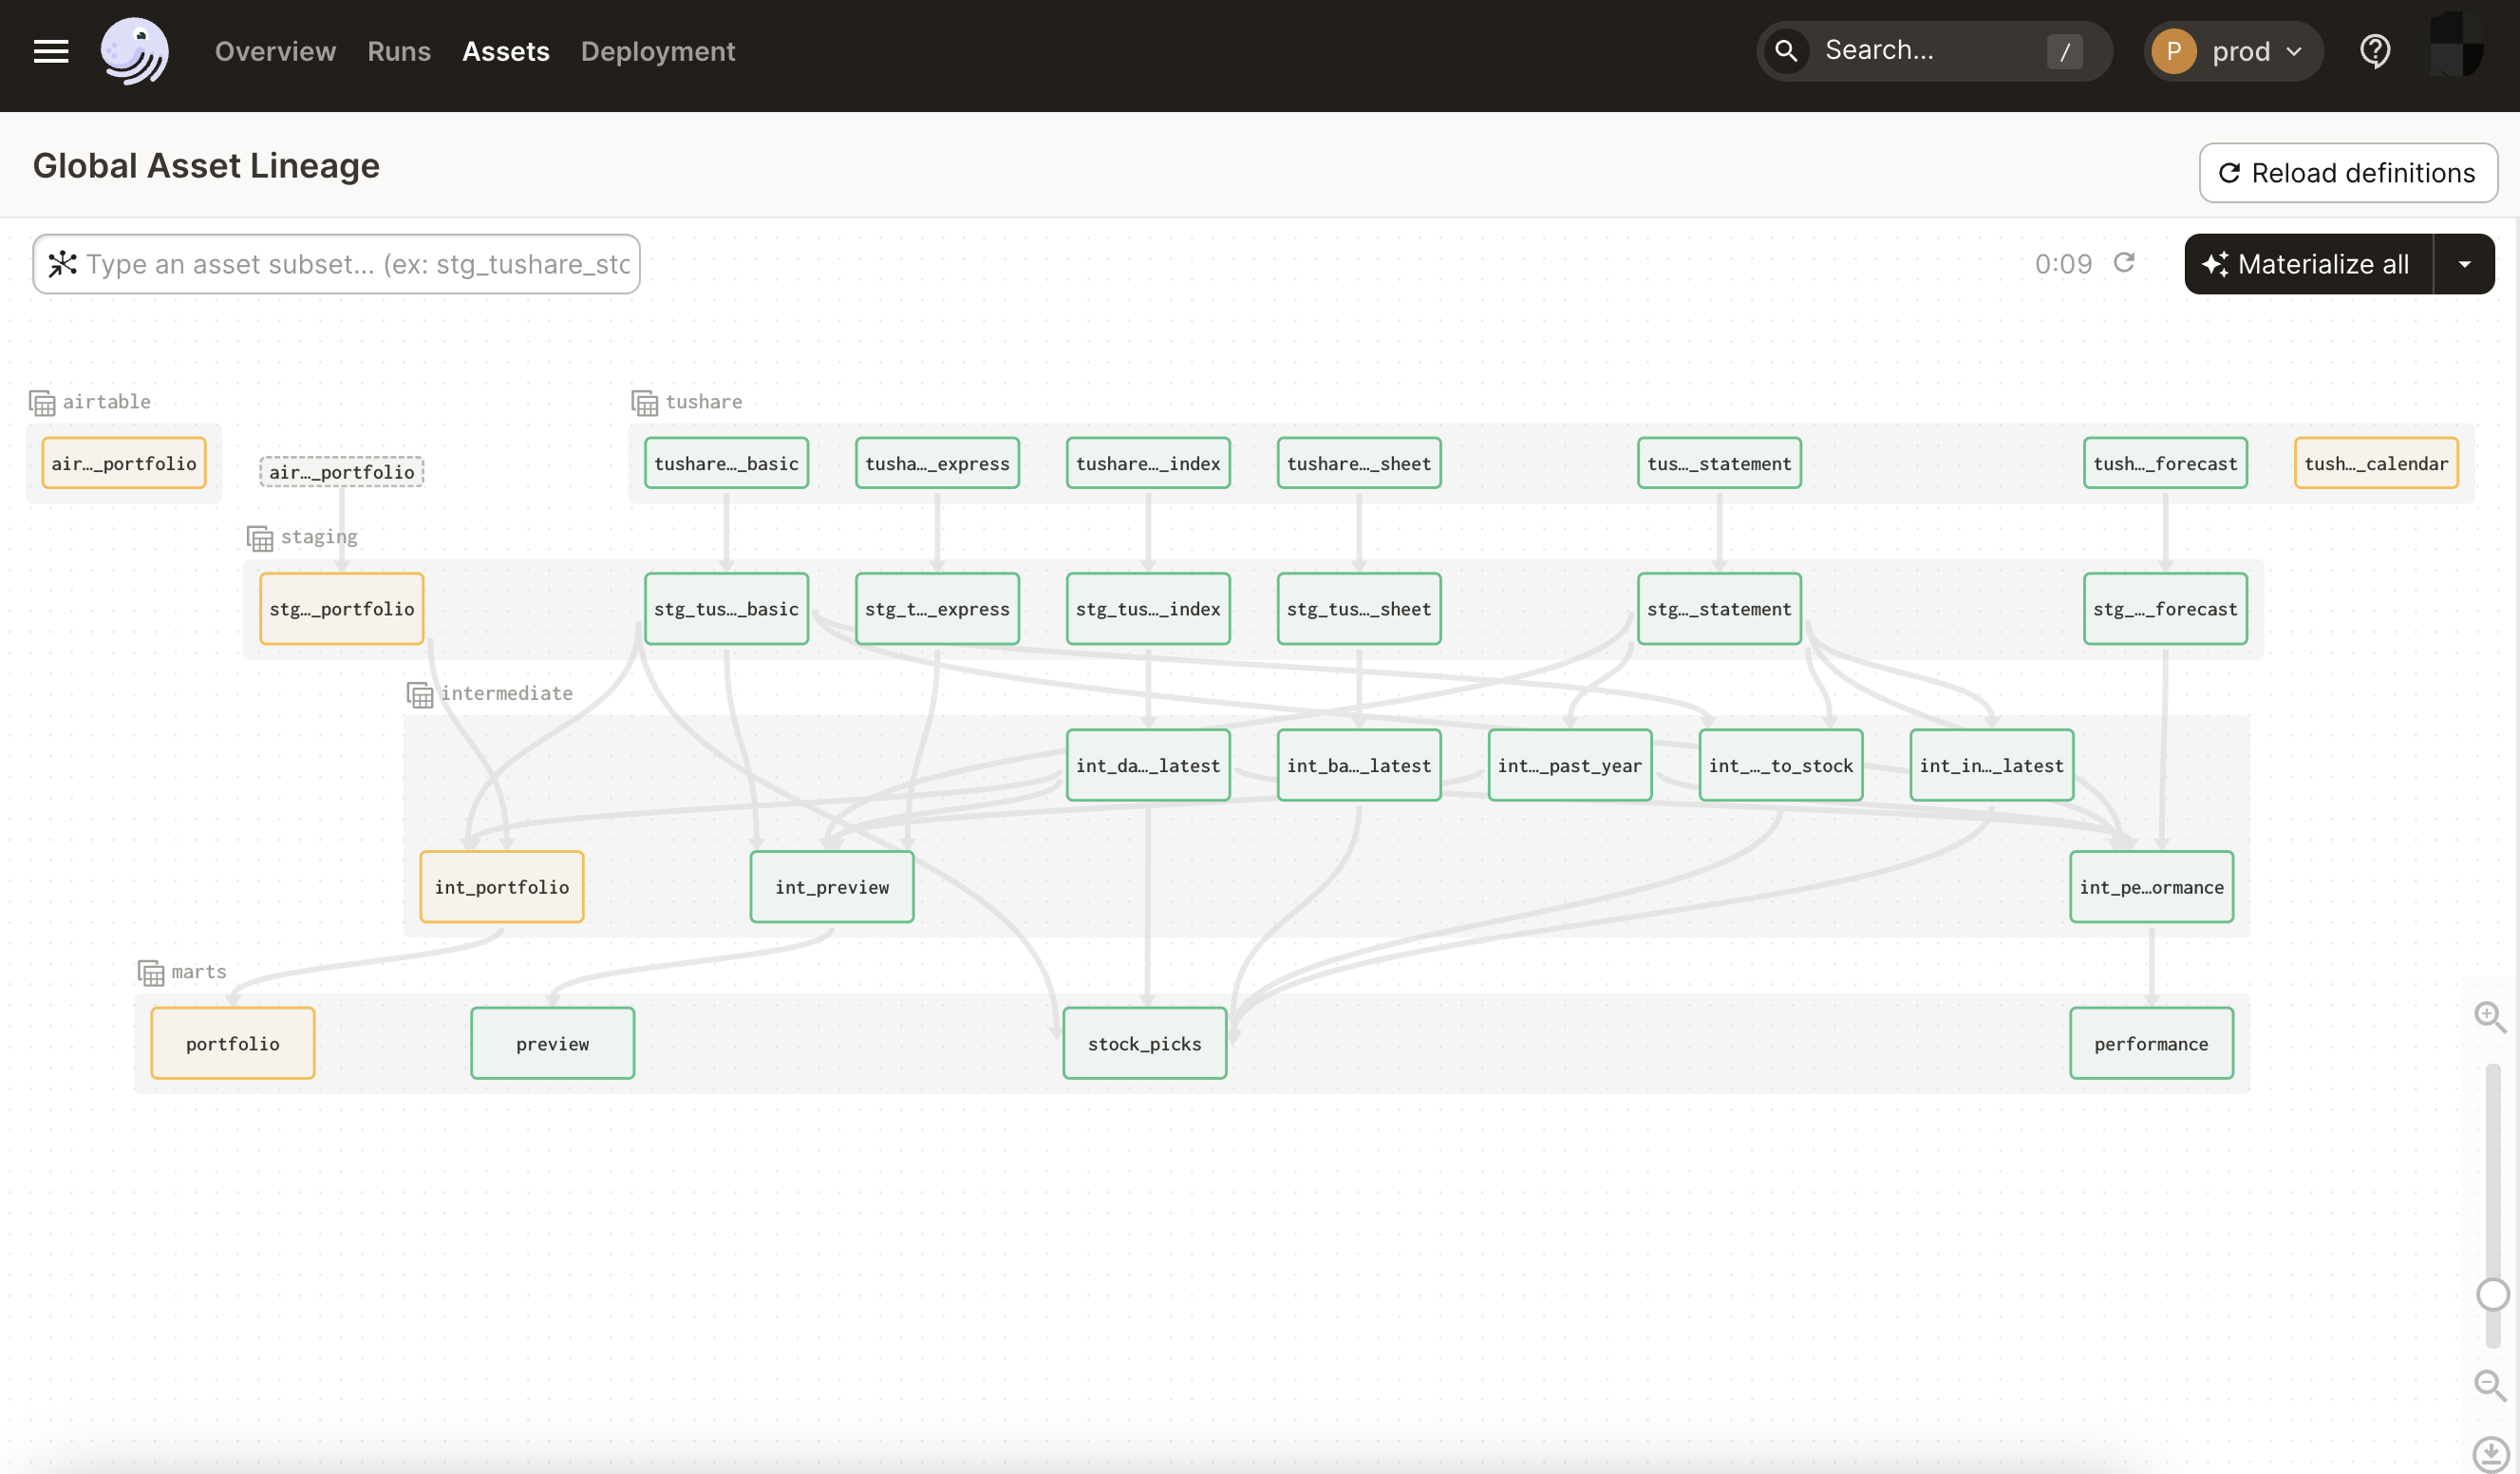 Overview Runs Assets Deployment Search... / P prod
Global Asset Lineage
Reload definitions
Type an asset subset... (ex: stg_tushare_stc
0:09
Materialize all
airtable
tushare
air…_portfolio
air…_portfolio
tushare…_basic
tusha…_express
tushare…_index
tushare…_sheet
tus…_statement
tush…_forecast
tush…_calendar
staging
stg…_portfolio
stg_tus…_basic
stg_t…_express
stg_tus…_index
stg_tus…_sheet
stg…_statement
stg_…_forecast
intermediate
int_da…_latest
int_ba…_latest
int…_past_year
int_…_to_stock
int_in…_latest
int_portfolio
int_preview
int_pe…ormance
marts
portfolio
preview
stock_picks
performance